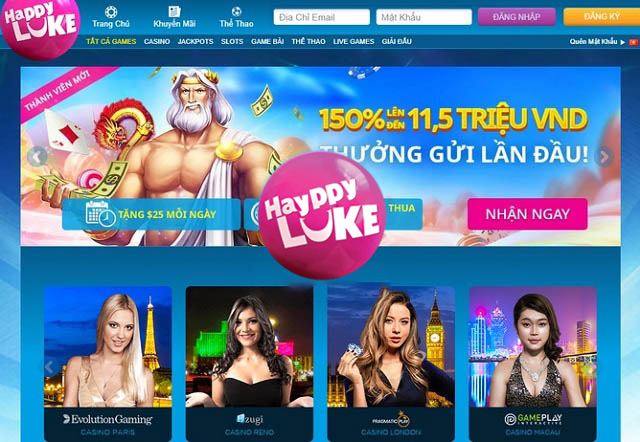 Happy
LUKE
Trang Chủ
Khuyến Mãi
Thể Thao
Địa Chỉ Email
Mật Khẩu
ĐĂNG NHẬP
ĐĂNG KÝ
TẤT CẢ GAMES
CASINO
JACKPOTS
SLOTS
GAME BÀI
THỂ THAO
LIVE GAMES
GIẢI ĐẤU
Quên Mật Khẩu
THÀNH VIÊN MỚI
150% LÊN ĐẾN 11,5 TRIỆU VND
THƯỞNG GỬI LẦN ĐẦU!
TẶNG $25 MỖI NGÀY
THUA
NHẬN NGAY
Hayppy
LUKE
Evolution Gaming
CASINO PARIS
ezugi
CASINO RENO
PRAGMATIC PLAY
CASINO LONDON
GAMEPLAY
INTERACTIVE
CASINO MACAU